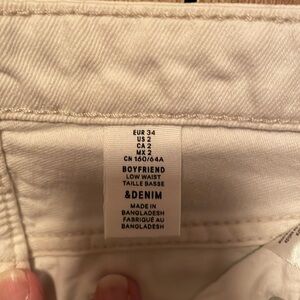 EUR 34
US 2
CA 2
MX 2
CN 160/64A
BOYFRIEND
LOW WAIST
TAILLE BASSE
&DENIM
MADE IN
BANGLADESH
FABRIQUÉ AU
BANGLADESH